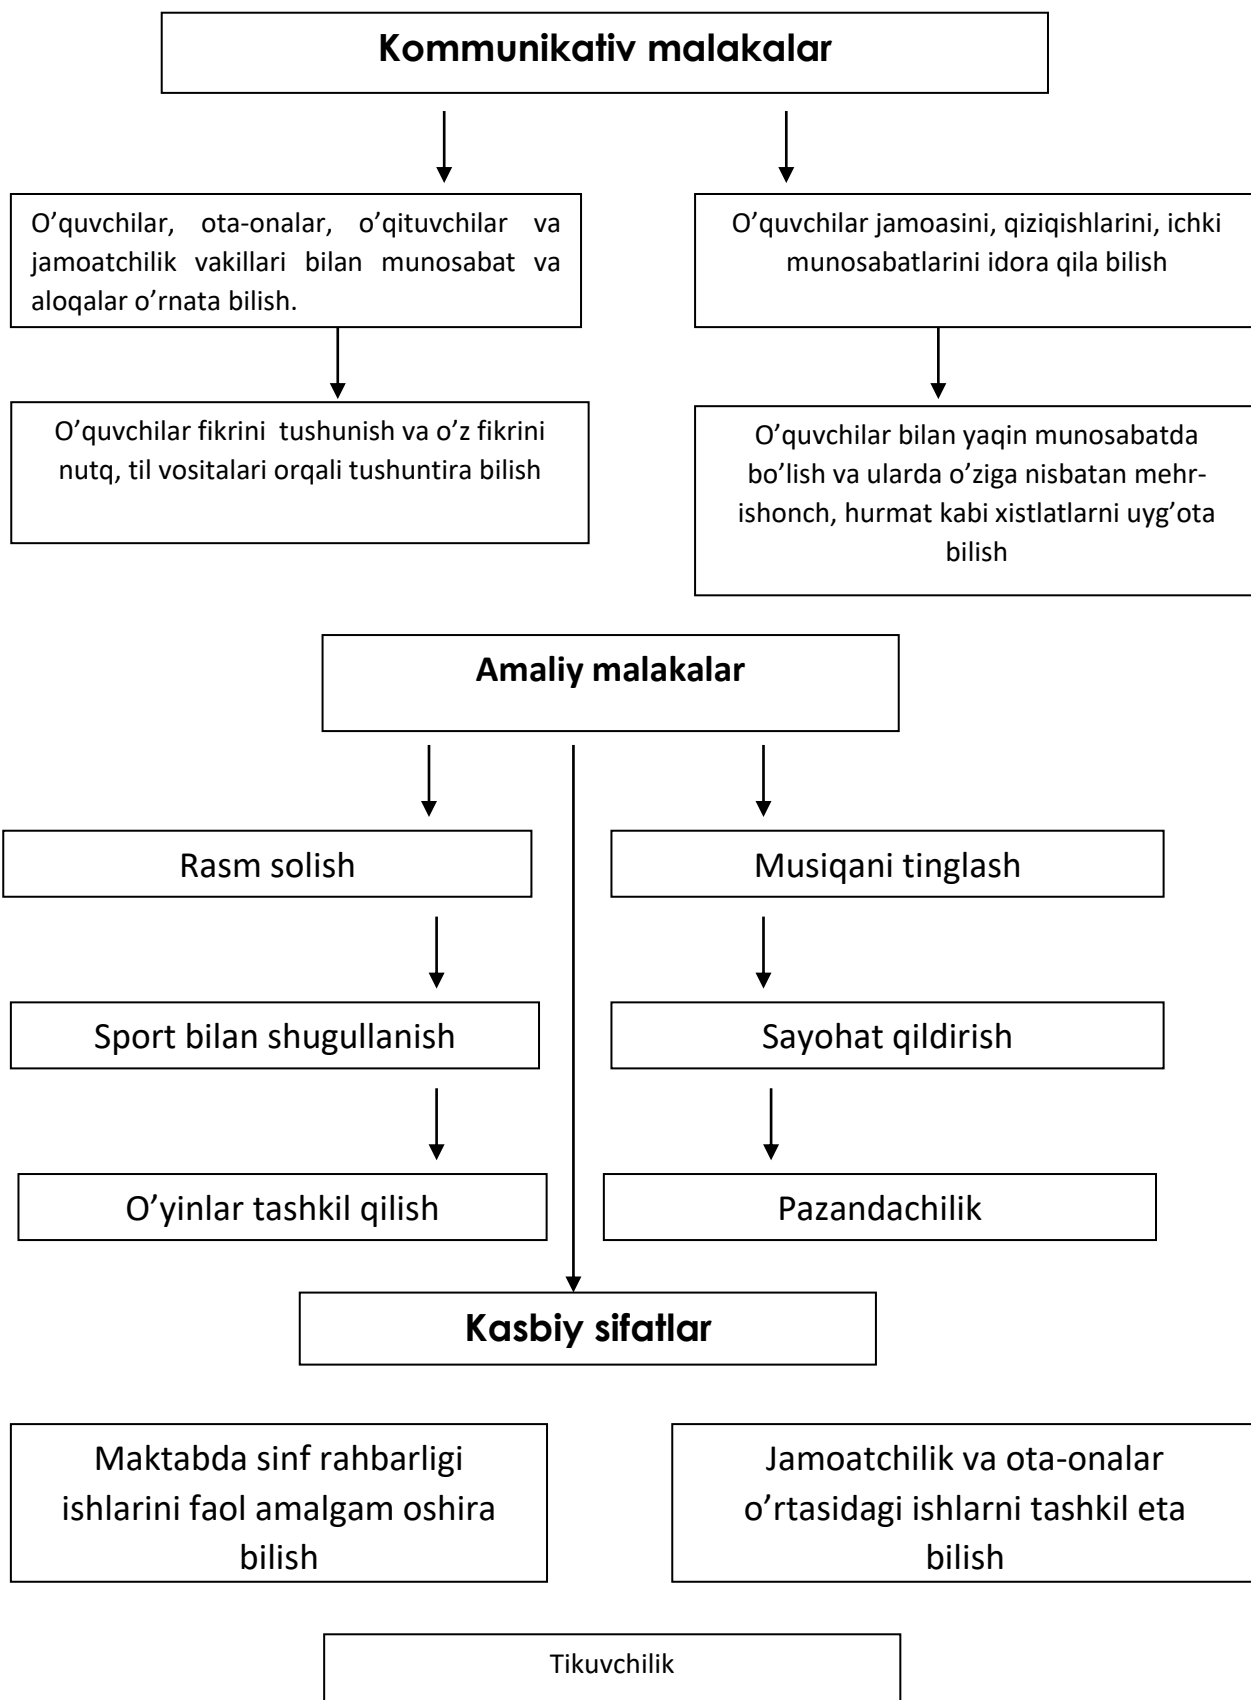 Kommunikativ malakalar
O’quvchilar, ota-onalar, o’qituvchilar va
jamoatchilik vakillari bilan munosabat va
aloqalar o’rnata bilish.
O’quvchilar jamoasini, qiziqishlarini, ichki
munosabatlarini idora qila bilish
O’quvchilar fikrini tushunish va o’z fikrini
nutq, til vositalari orqali tushuntira bilish
O’quvchilar bilan yaqin munosabatda
bo’lish va ularda o’ziga nisbatan mehr-
ishonch, hurmat kabi xistlatlarni uyg’ota
bilish
Amaliy malakalar
Rasm solish
Musiqani tinglash
Sport bilan shugullanish
Sayohat qildirish
O’yinlar tashkil qilish
Pazandachilik
Kasbiy sifatlar
Maktabda sinf rahbarligi
ishlarini faol amalgam oshira
bilish
Jamoatchilik va ota-onalar
o’rtasidagi ishlarni tashkil eta
bilish
Tikuvchilik